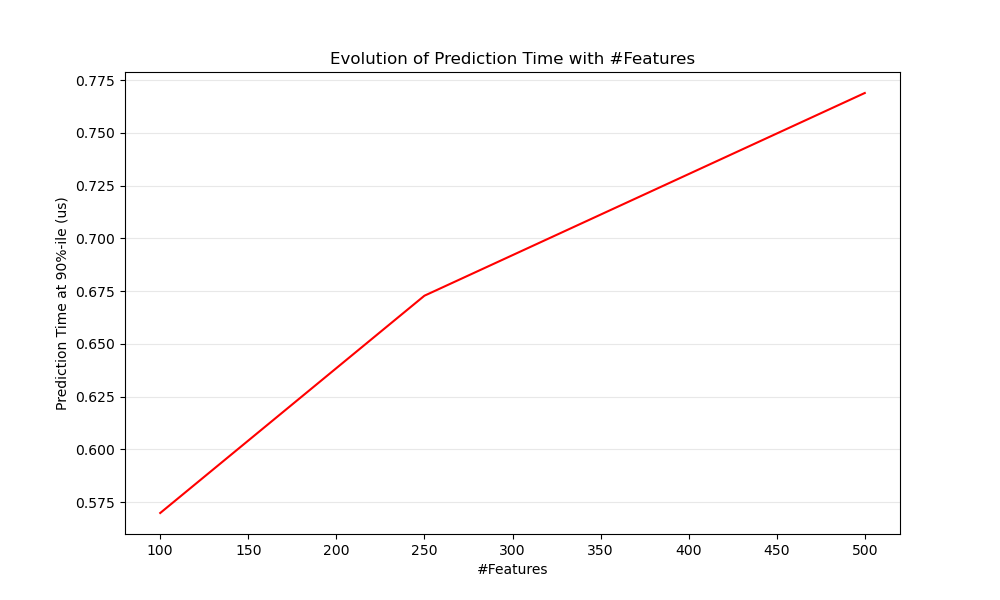 Evolution of Prediction Time with #Features
Prediction Time at 90%-ile (us)
0.775
0.750
0.725
0.700
0.675
0.650
0.625
0.600
0.575
100 150 200 250 300 350 400 450 500
#Features